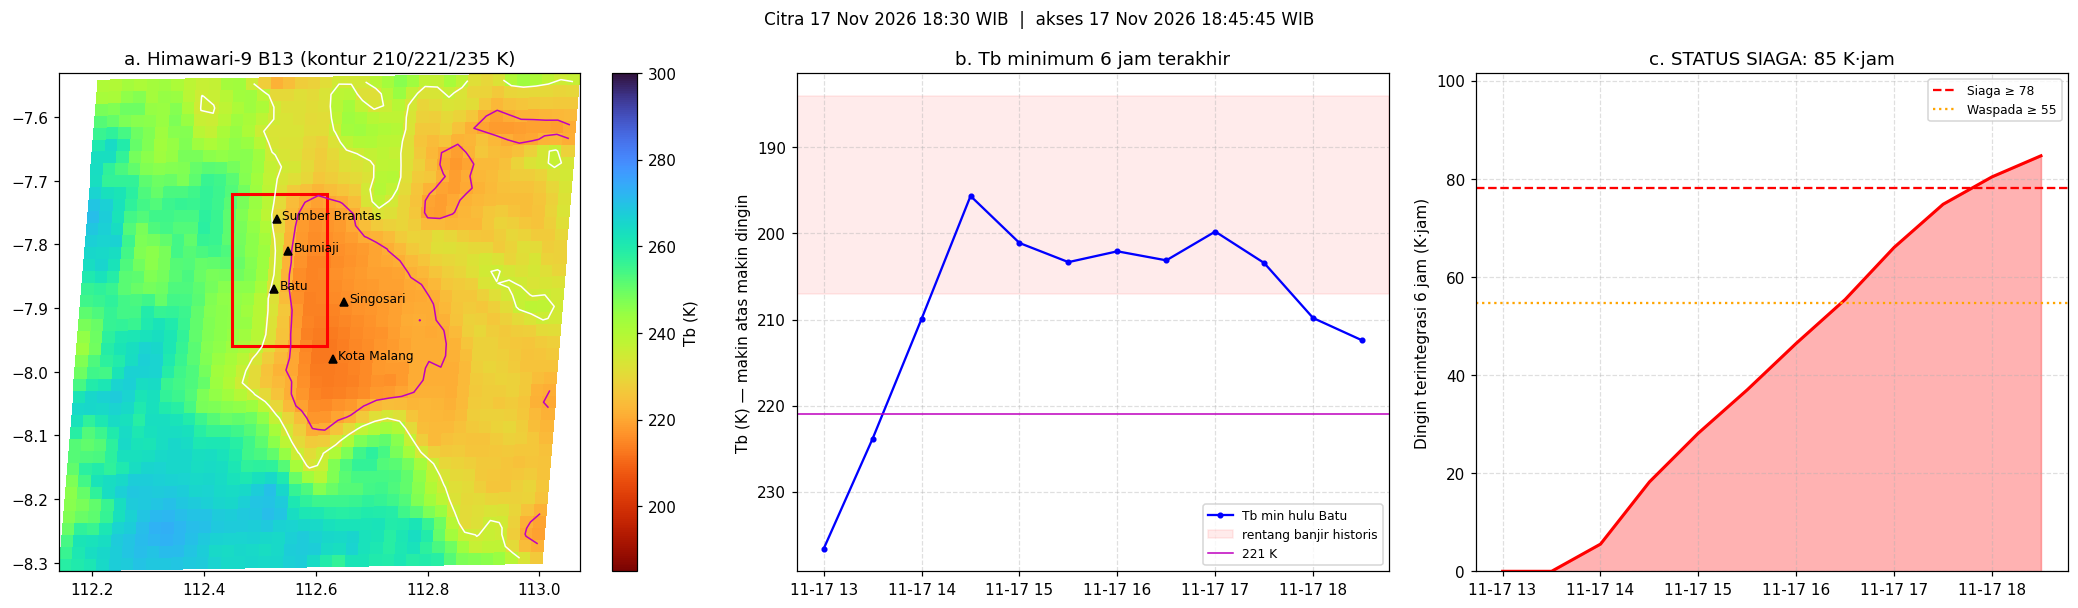 Citra 17 Nov 2026 18:30 WIB | akses 17 Nov 2026 18:45:45 WIB
a. Himawari-9 B13 (kontur 210/221/235 K)
−7.6
−7.7
−7.8
−7.9
−8.0
−8.1
−8.2
−8.3
112.2
112.4
112.6
112.8
113.0
Sumber Brantas
Bumiaji
Batu
Singosari
Kota Malang
300
280
260
240
220
200
Tb (K)
b. Tb minimum 6 jam terakhir
Tb (K) — makin atas makin dingin
190
200
210
220
230
11-17 13
11-17 14
11-17 15
11-17 16
11-17 17
11-17 18
Tb min hulu Batu
rentang banjir historis
221 K
c. STATUS SIAGA: 85 K·jam
Dingin terintegrasi 6 jam (K·jam)
100
80
60
40
20
0
11-17 13
11-17 14
11-17 15
11-17 16
11-17 17
11-17 18
Siaga ≥ 78
Waspada ≥ 55